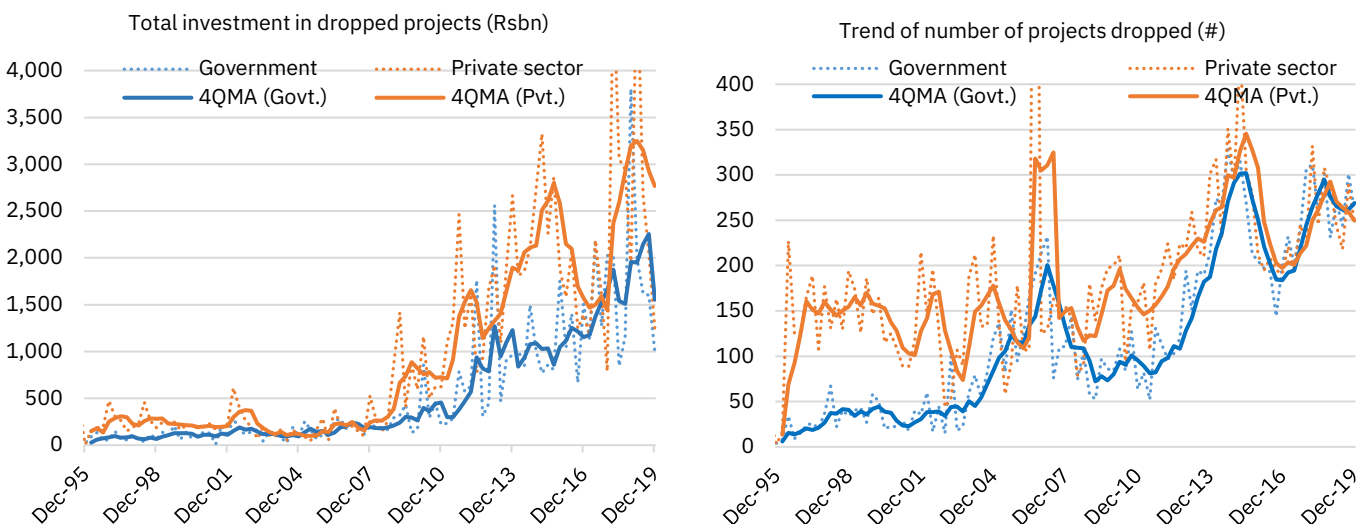 Total investment in dropped projects (Rsbn)
Government
Private sector
4QMA (Govt.)
4QMA (Pvt.)
4,000
3,500
3,000
2,500
2,000
1,500
1,000
500
0
Dec-95
Dec-98
Dec-01
Dec-04
Dec-07
Dec-10
Dec-13
Dec-16
Dec-19
Trend of number of projects dropped (#)
Government
Private sector
4QMA (Govt.)
4QMA (Pvt.)
400
350
300
250
200
150
100
50
0
Dec-95
Dec-98
Dec-01
Dec-04
Dec-07
Dec-10
Dec-13
Dec-16
Dec-19